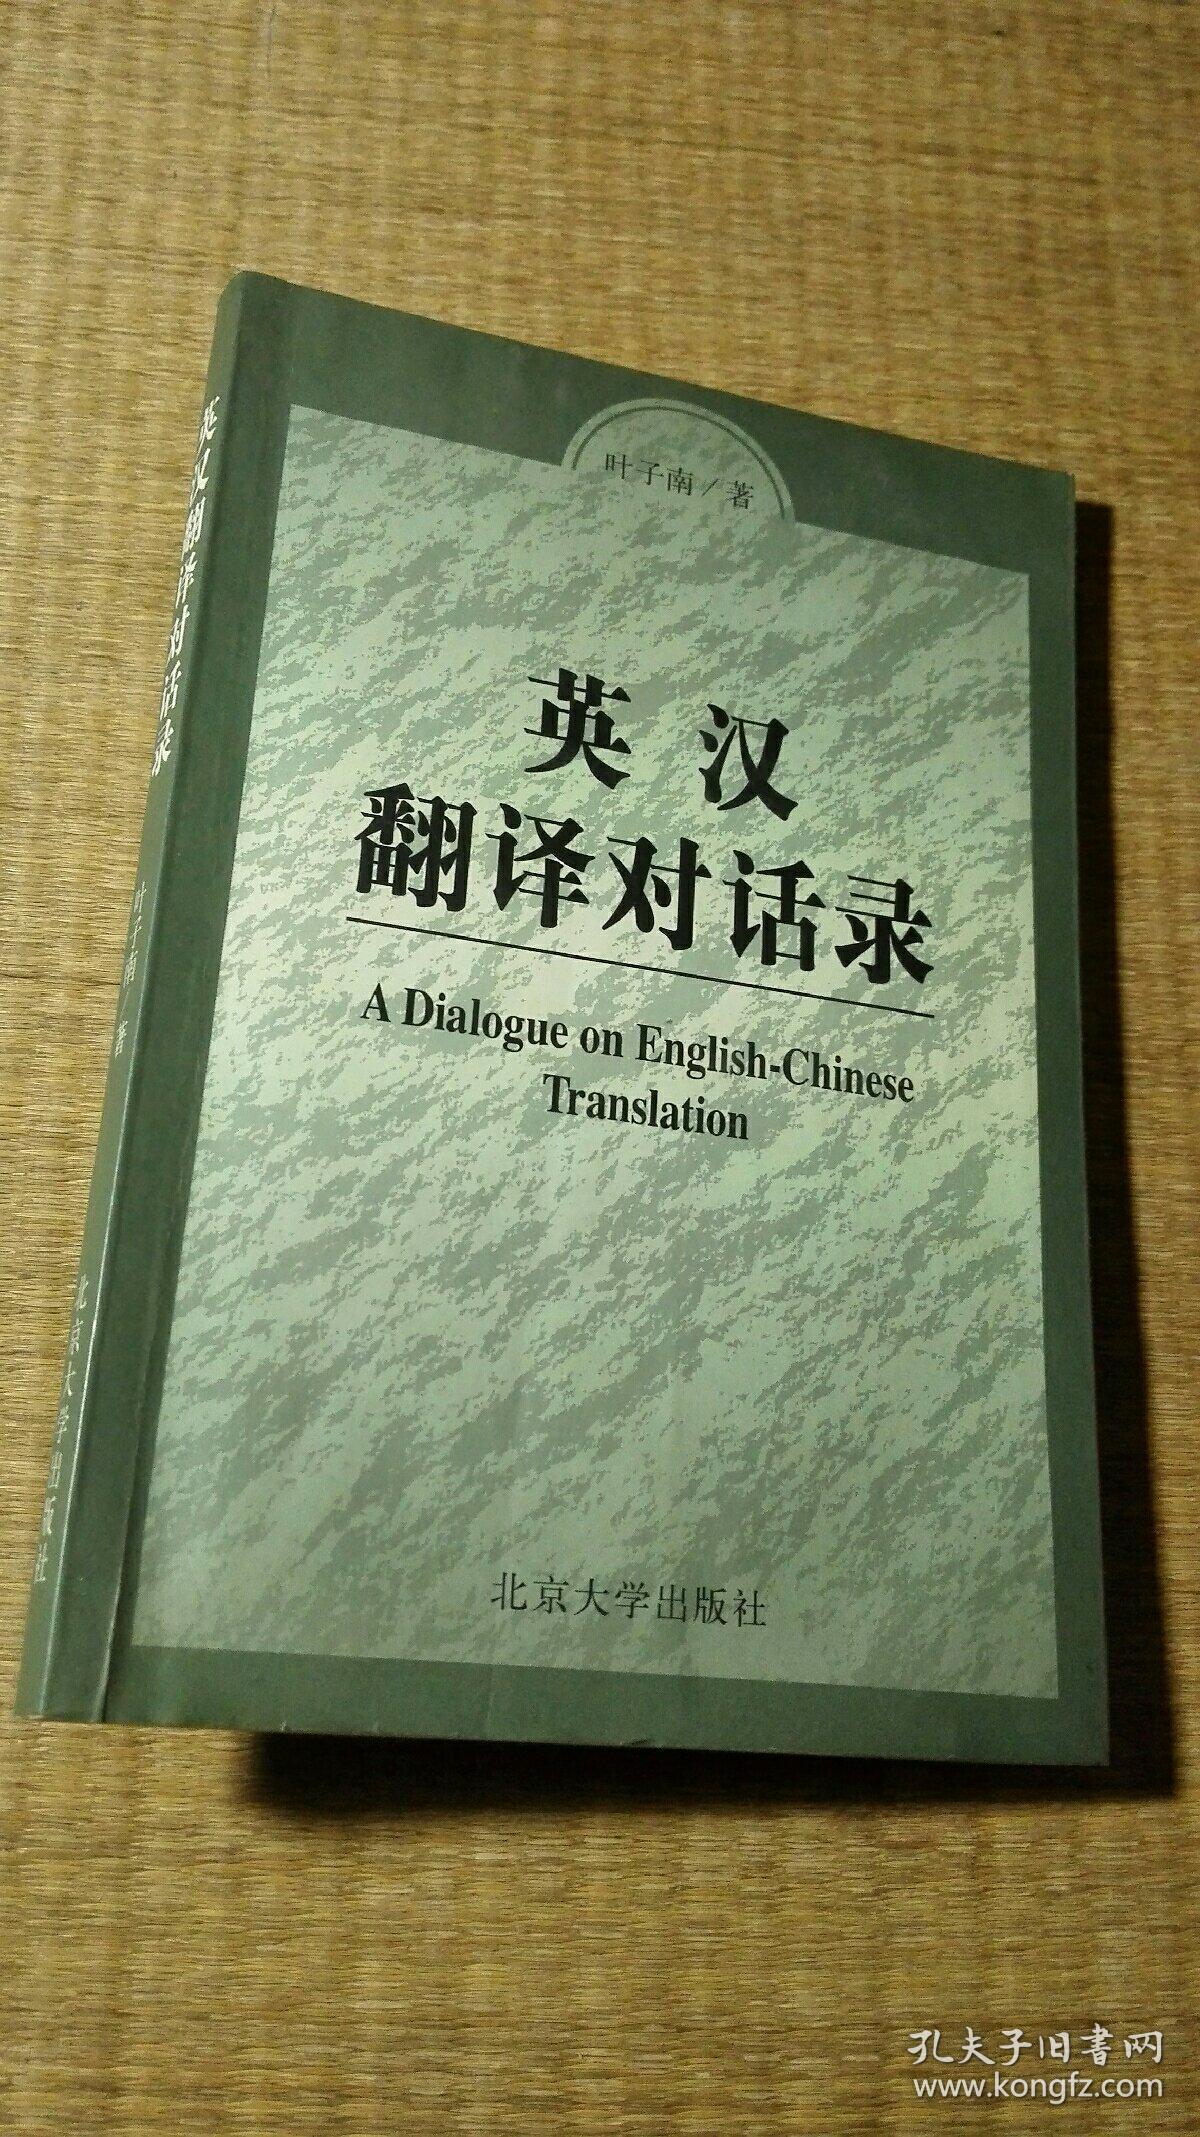 叶子南/著
英汉
翻译对话录
A Dialogue on English-Chinese
Translation
北京大学出版社
英汉翻译对话录
叶子南/著
北京大学出版社
孔夫子旧书网
www.kongfz.com